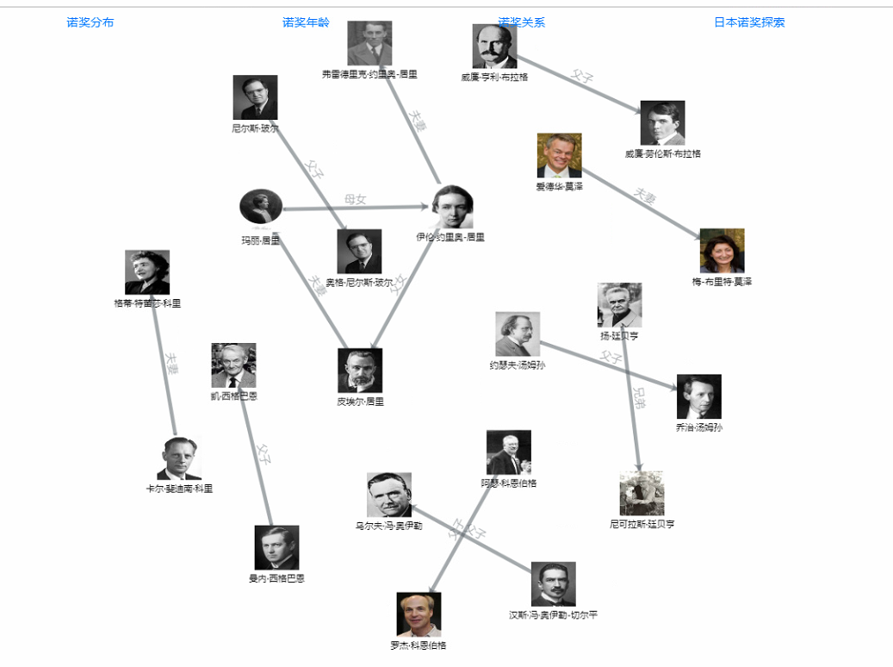 诺奖分布
诺奖年龄
诺奖关系
日本诺奖探索
弗雷德里克·约里奥-居里
威廉·亨利·布拉格
父子
夫妻
尼尔斯·玻尔
威廉·劳伦斯·布拉格
父子
爱德华·莫泽
母女
夫妻
玛丽·居里
伊伦·约里奥-居里
奥格·尼尔斯·玻尔
梅-布里特·莫泽
夫妻
父女
格蒂·特蕾莎·科里
扬·廷贝亨
约瑟夫·汤姆孙
父子
夫妻
凯·西格巴恩
皮埃尔·居里
兄弟
乔治·汤姆孙
父子
阿瑟·科恩伯格
卡尔·斐迪南·科里
乌尔夫·冯·奥伊勒
父子
父子
尼可拉斯·廷贝亨
曼内·西格巴恩
汉斯·冯·奥伊勒-切尔平
罗杰·科恩伯格